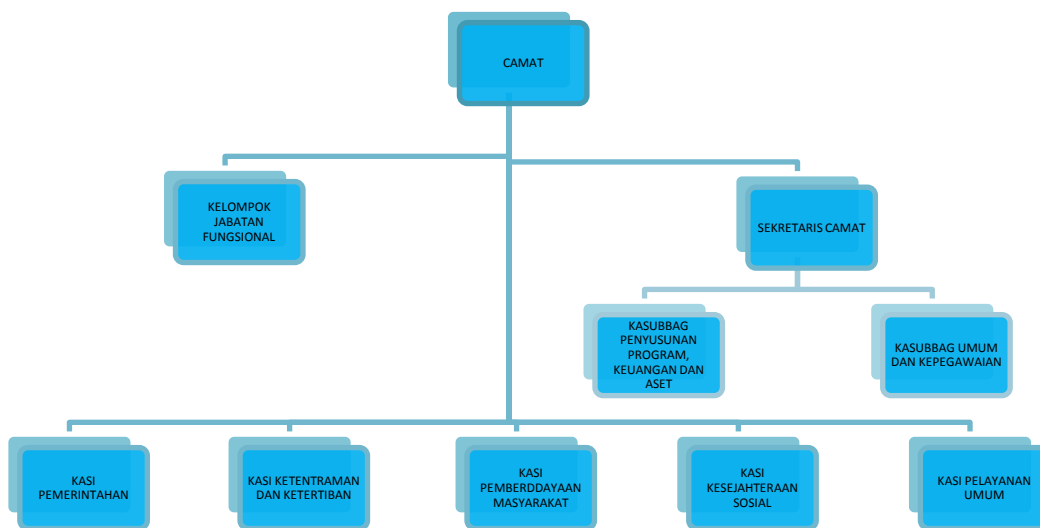 CAMAT
KELOMPOK
JABATAN
FUNGSIONAL
SEKRETARIS CAMAT
KASUBBAG
PENYUSUNAN
PROGRAM,
KEUANGAN DAN
ASET
KASUBBAG UMUM
DAN KEPEGAWAIAN
KASI
PEMERINTAHAN
KASI KETENTRAMAN
DAN KETERTIBAN
KASI
PEMBERDDAYAAN
MASYARAKAT
KASI
KESEJAHTERAAN
SOSIAL
KASI PELAYANAN
UMUM